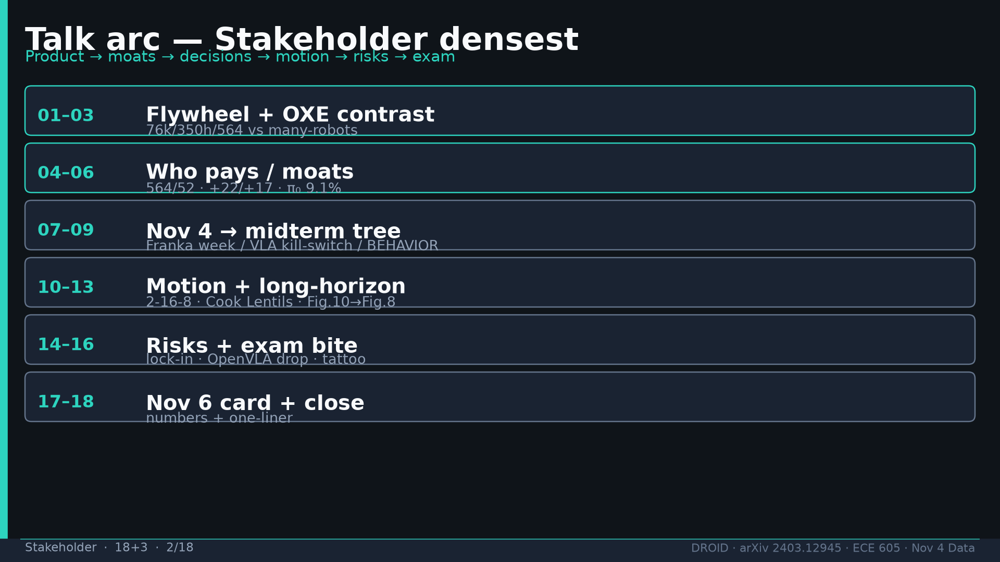 Talk arc — Stakeholder densest
Product → moats → decisions → motion → risks → exam
01–03
Flywheel + OXE contrast
76k/350h/564 vs many-robots
04–06
Who pays / moats
564/52 · +22/+17 · π₀ 9.1%
07–09
Nov 4 → midterm tree
Franka week / VLA kill-switch / BEHAVIOR
10–13
Motion + long-horizon
2-16-8 · Cook Lentils · Fig.10→Fig.8
14–16
Risks + exam bite
lock-in · OpenVLA drop · tattoo
17–18
Nov 6 card + close
numbers + one-liner
Stakeholder · 18+3 · 2/18
DROID · arXiv 2403.12945 · ECE 605 · Nov 4 Data